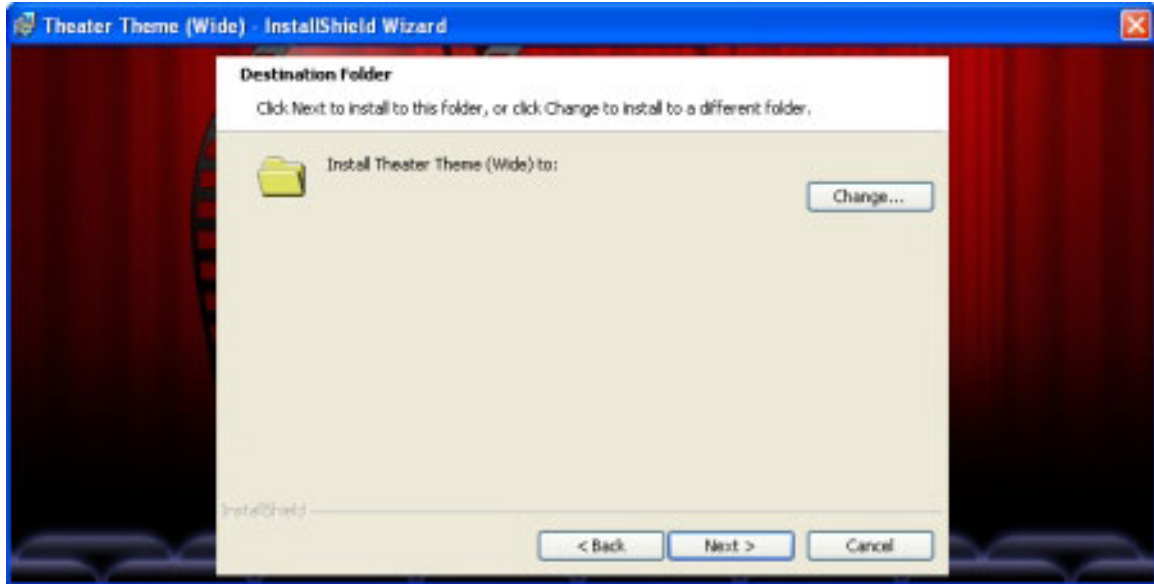 Theater Theme (Wide) - InstallShield Wizard
Destination Folder
Click Next to install to this folder, or click Change to install to a different folder.
Install Theater Theme (Wide) to:
Change...
InstallShield
< Back
Next >
Cancel